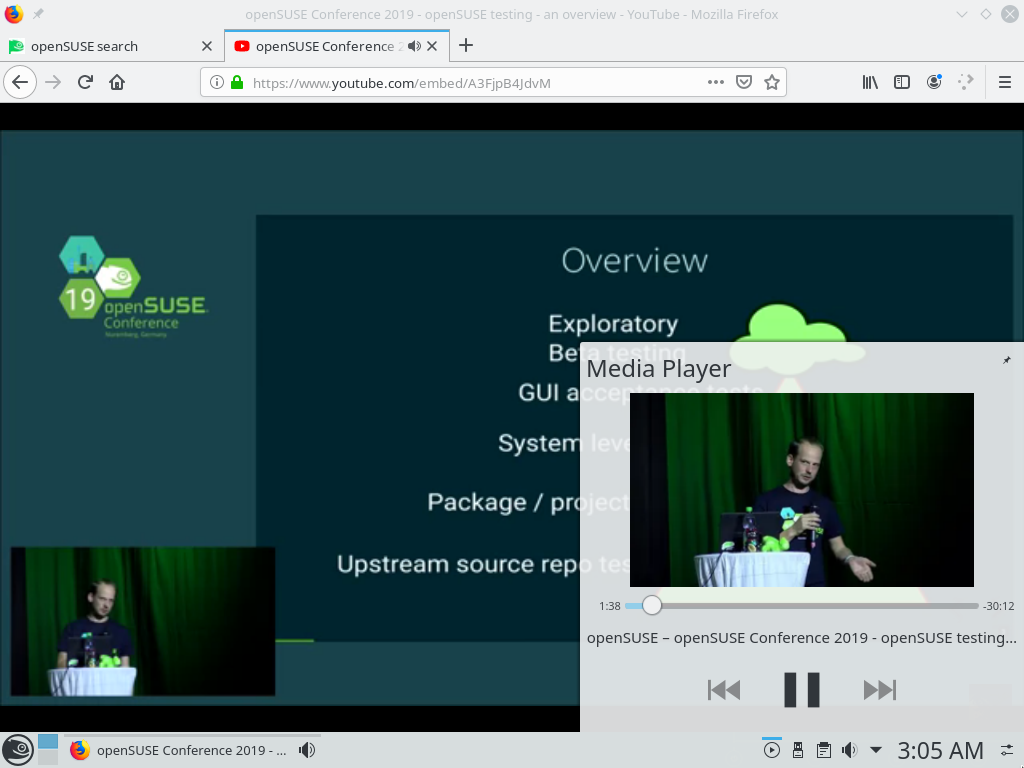 openSUSE Conference 2019 - openSUSE testing - an overview - YouTube - Mozilla Firefox
openSUSE search
openSUSE Conference 2
https://www.youtube.com/embed/A3FjpB4JdvM
Overview
19
openSUSE
Conference
Nuremberg, Germany
Exploratory
Beta testing
GUI acceptance tests
System leve
Package / project
Upstream source repo tes
Media Player
1:38
-30:12
openSUSE – openSUSE Conference 2019 - openSUSE testing...
openSUSE Conference 2019 - ...
3:05 AM